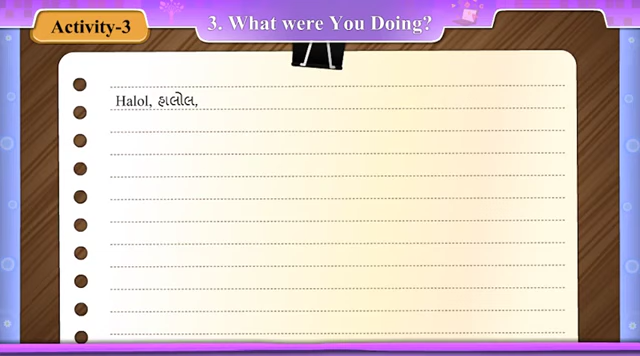 Activity-3
3. What were You Doing?
Halol, હાલોલ,